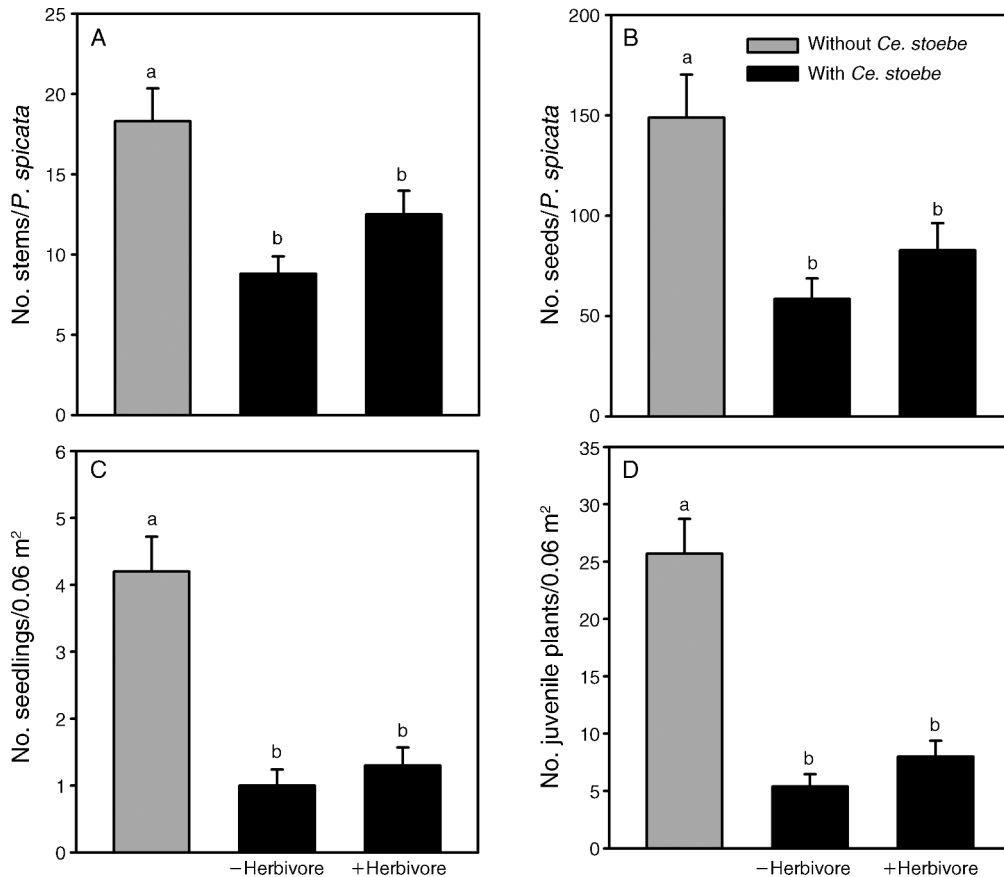 A
No. stems/P. spicata
25
20
15
10
5
0
a
b
b
B
No. seeds/P. spicata
200
150
100
50
0
Without Ce. stoebe
With Ce. stoebe
a
b
b
C
No. seedlings/0.06 m²
6
5
4
3
2
1
0
a
b
b
−Herbivore
+Herbivore
D
No. juvenile plants/0.06 m²
35
30
25
20
15
10
5
0
a
b
b
−Herbivore
+Herbivore